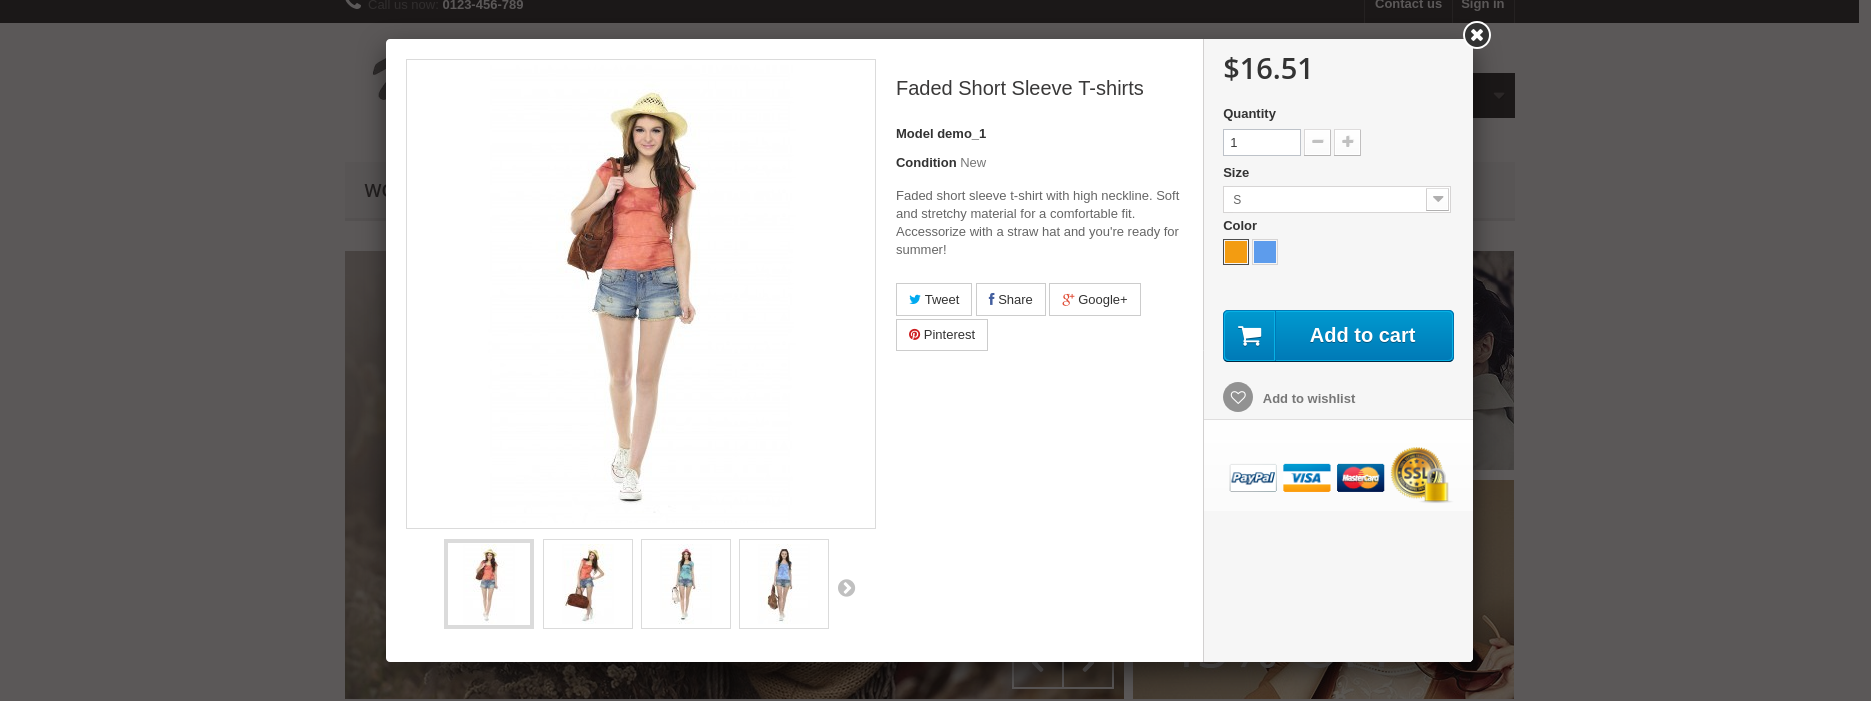 Call us now: 0123-456-789
Contact us
Sign in
$16.51
Faded Short Sleeve T-shirts
Quantity
Model demo_1
1
Condition New
Size
Faded short sleeve t-shirt with high neckline. Soft
and stretchy material for a comfortable fit.
Accessorize with a straw hat and you're ready for
summer!
S
Color
Tweet
Share
Google+
Pinterest
Add to cart
Add to wishlist
PayPal
VISA
MasterCard
SSL